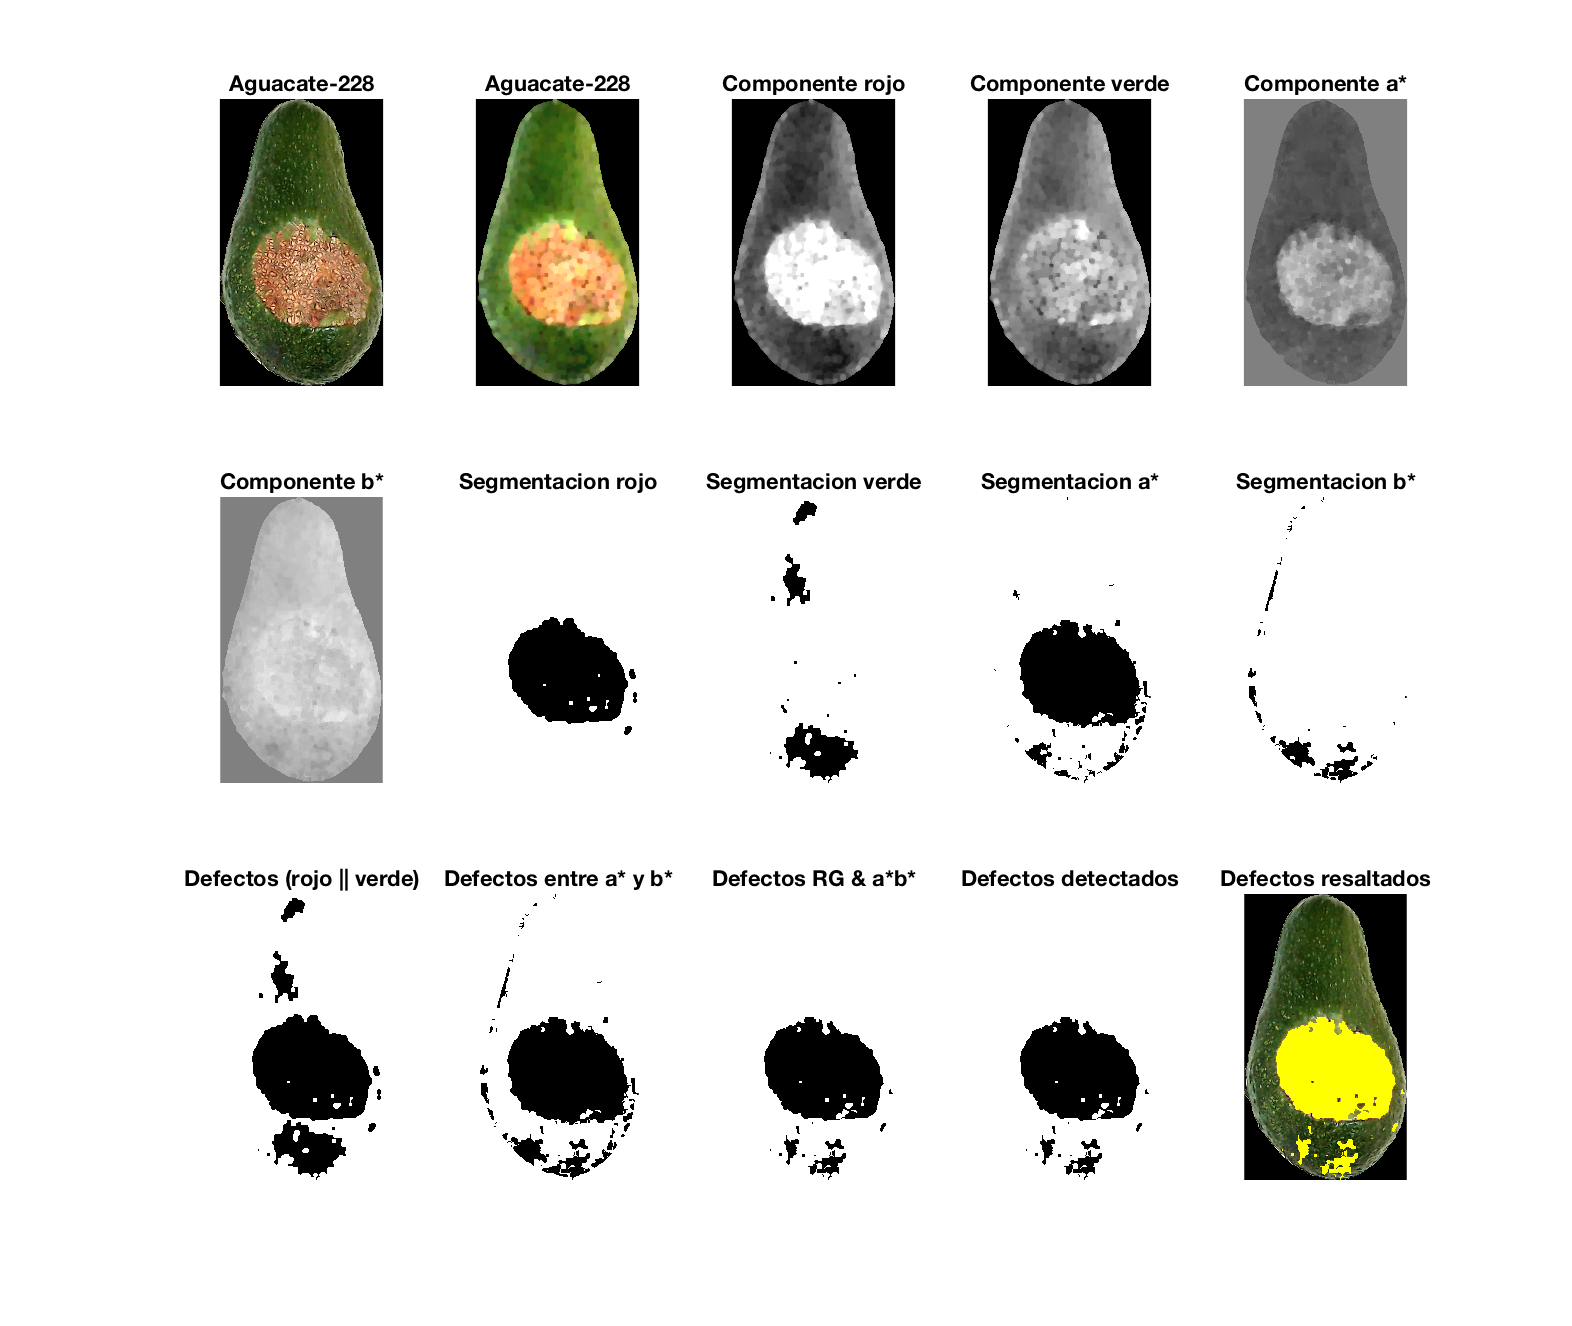 Aguacate-228
Aguacate-228
Componente rojo
Componente verde
Componente a*
Componente b*
Segmentacion rojo
Segmentacion verde
Segmentacion a*
Segmentacion b*
Defectos (rojo || verde)
Defectos entre a* y b*
Defectos RG & a*b*
Defectos detectados
Defectos resaltados